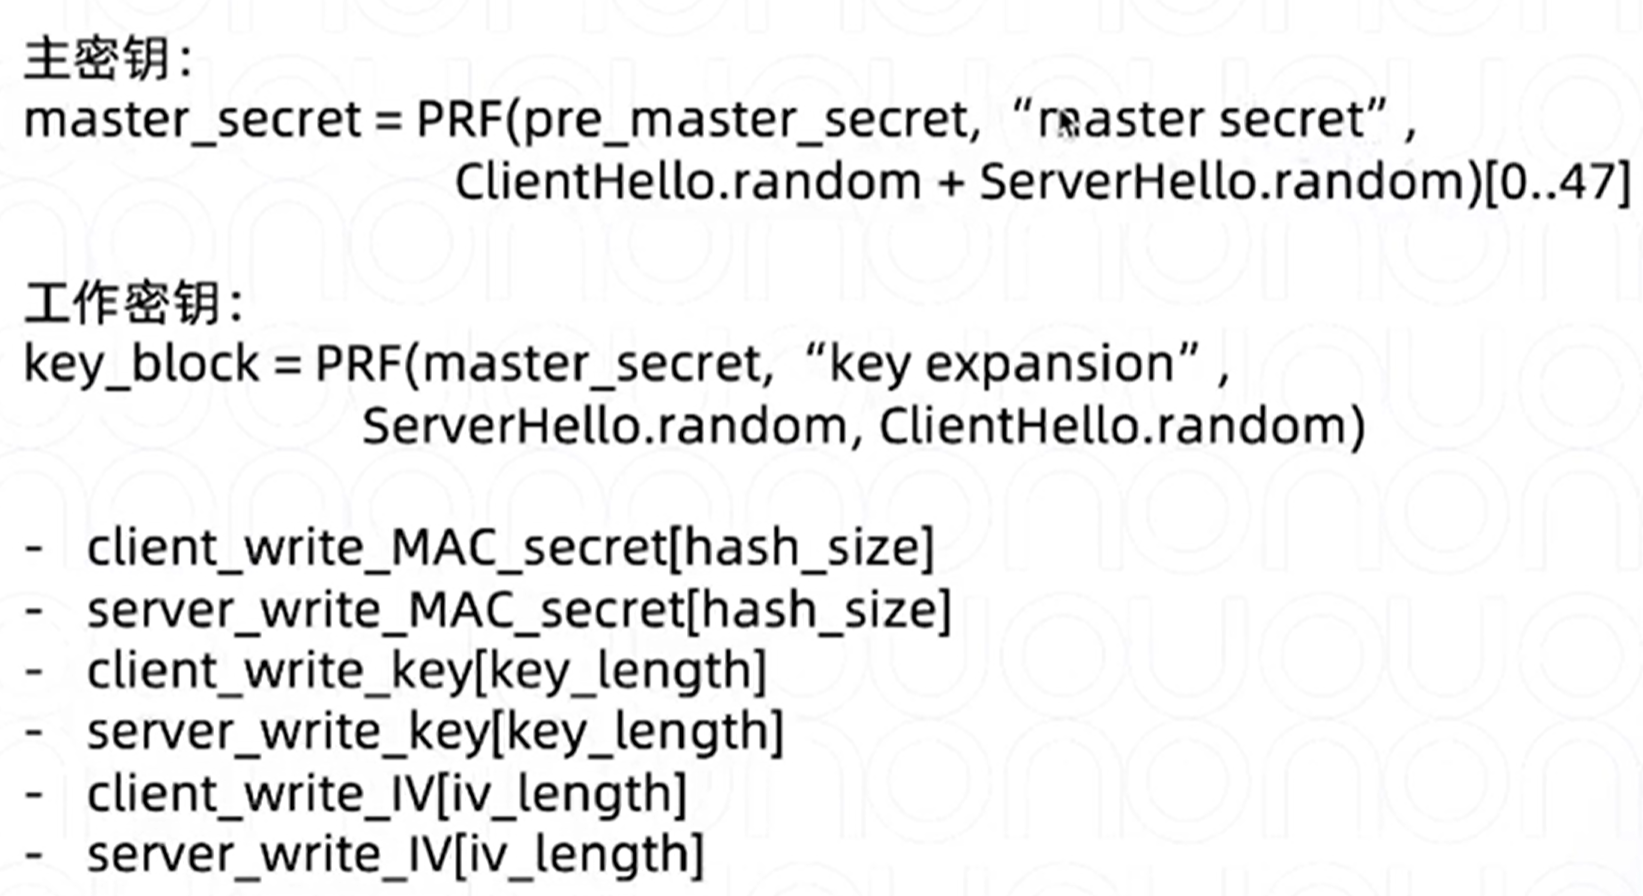 主密钥：
master_secret = PRF(pre_master_secret, “master secret”,
ClientHello.random + ServerHello.random)[0..47]
工作密钥：
key_block = PRF(master_secret, “key expansion”,
ServerHello.random, ClientHello.random)
- client_write_MAC_secret[hash_size]
- server_write_MAC_secret[hash_size]
- client_write_key[key_length]
- server_write_key[key_length]
- client_write_IV[iv_length]
- server_write_IV[iv_length]